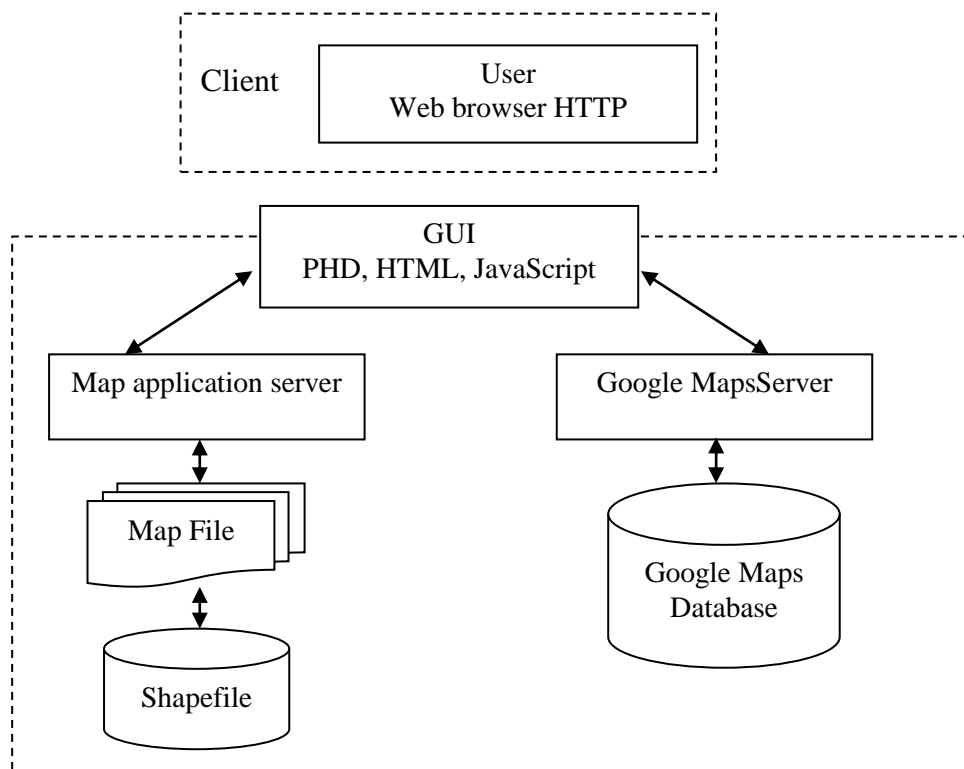 Client
User
Web browser HTTP
GUI
PHD, HTML, JavaScript
Map application server
Google MapsServer
Map File
Google Maps
Database
Shapefile